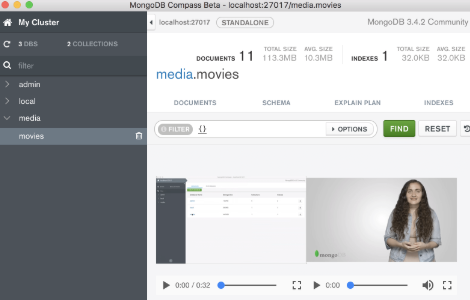 MongoDB Compass Beta - localhost:27017/media.movies
My Cluster
localhost:27017 STANDALONE
MongoDB 3.4.2 Community
3 DBS 2 COLLECTIONS
filter
admin
local
media
movies
DOCUMENTS 11 TOTAL SIZE 113.3MB AVG. SIZE 10.3MB INDEXES 1 TOTAL SIZE 32.0KB AVG. SIZE 32.0KB
media.movies
DOCUMENTS SCHEMA EXPLAIN PLAN INDEXES
FILTER {} OPTIONS FIND RESET
mongo
0:00 / 0:32 0:00